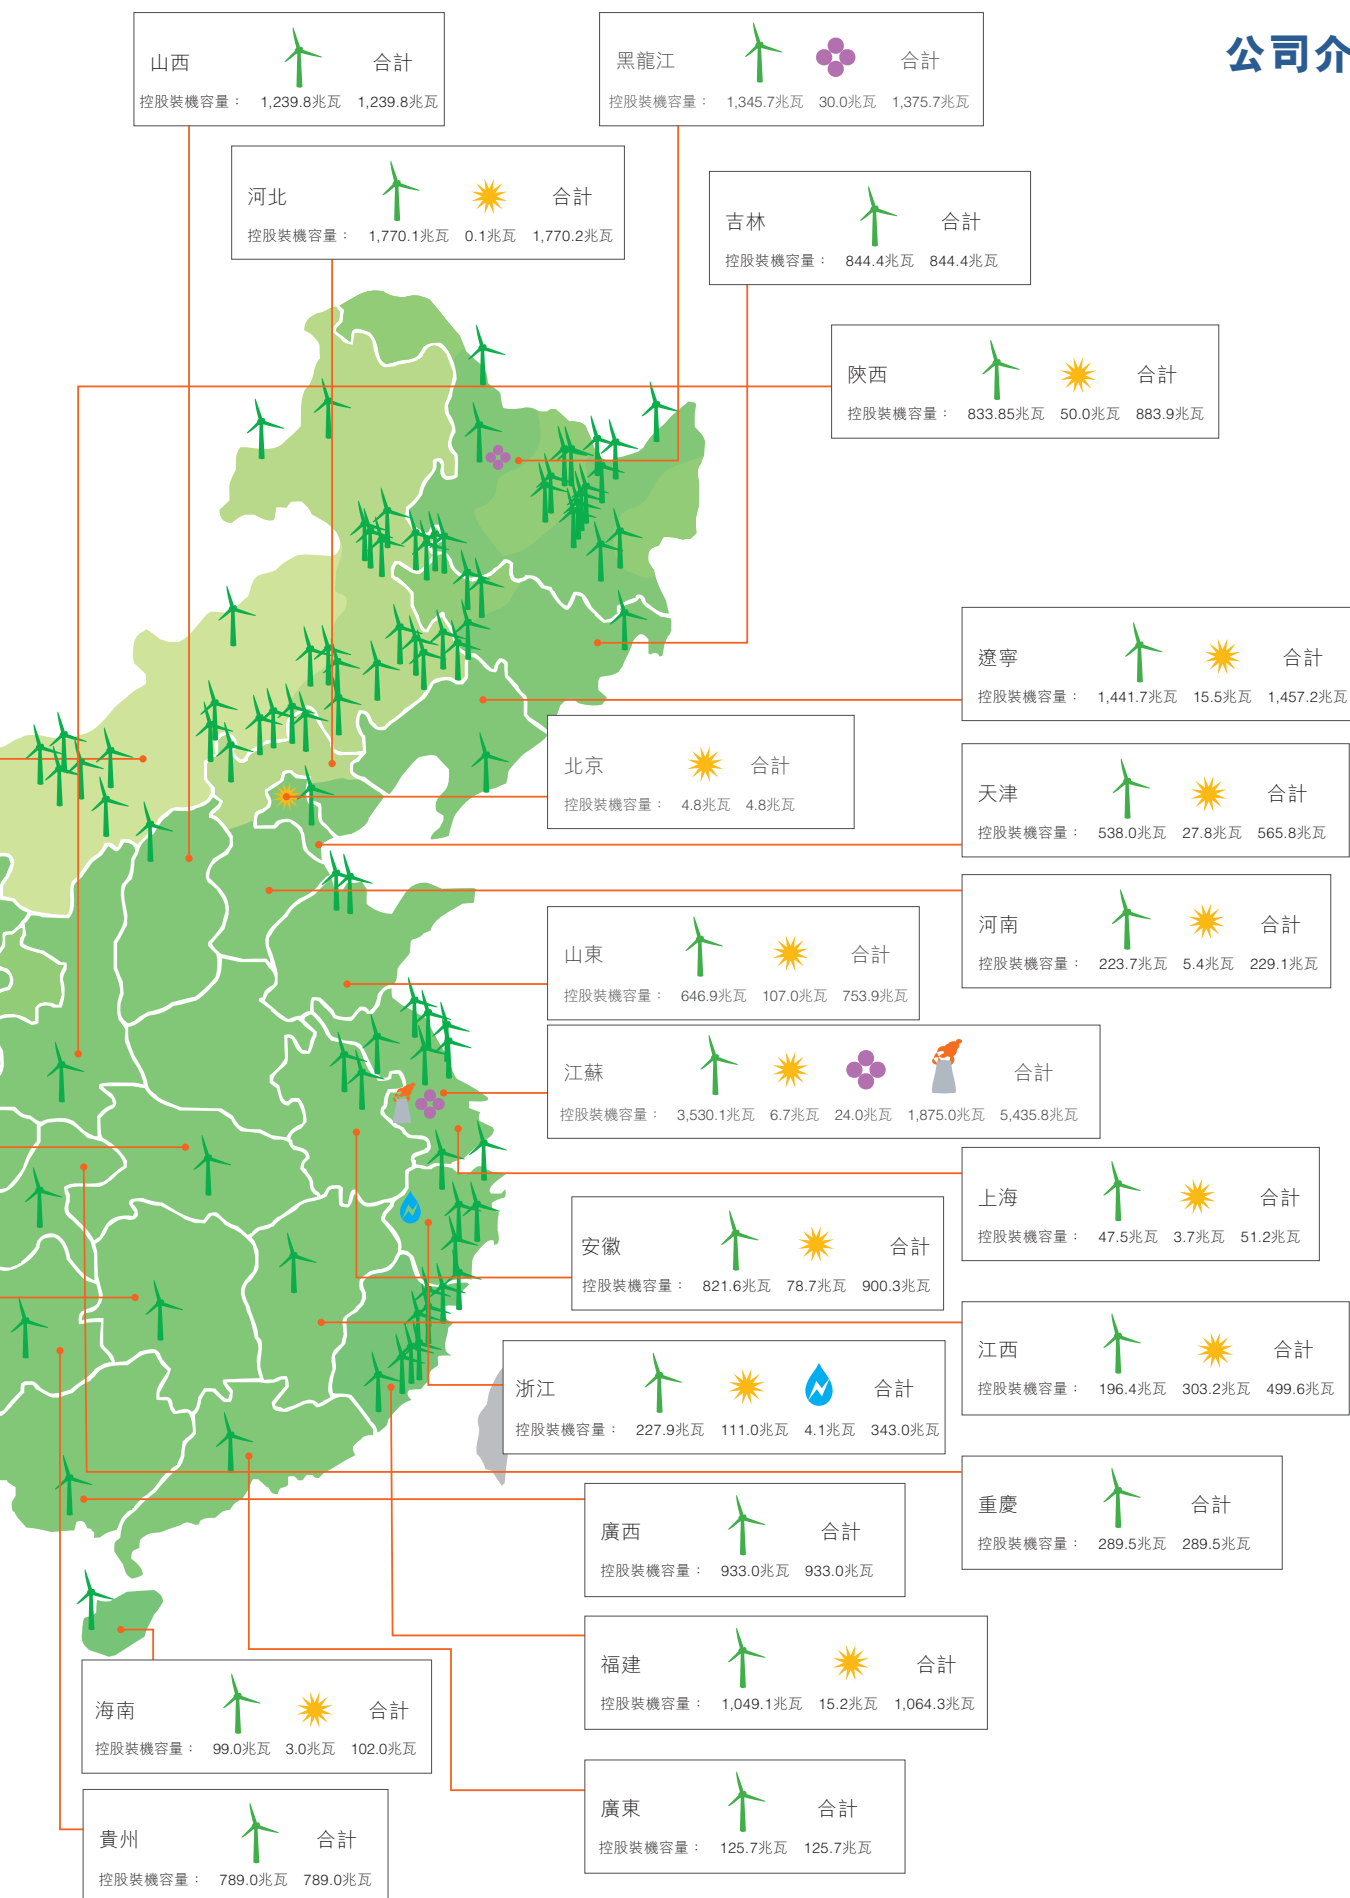 公司介
山西 合計
控股裝機容量： 1,239.8兆瓦 1,239.8兆瓦
黑龍江 合計
控股裝機容量： 1,345.7兆瓦 30.0兆瓦 1,375.7兆瓦
河北 合計
控股裝機容量： 1,770.1兆瓦 0.1兆瓦 1,770.2兆瓦
吉林 合計
控股裝機容量： 844.4兆瓦 844.4兆瓦
陝西 合計
控股裝機容量： 833.85兆瓦 50.0兆瓦 883.9兆瓦
遼寧 合計
控股裝機容量： 1,441.7兆瓦 15.5兆瓦 1,457.2兆瓦
北京 合計
控股裝機容量： 4.8兆瓦 4.8兆瓦
天津 合計
控股裝機容量： 538.0兆瓦 27.8兆瓦 565.8兆瓦
河南 合計
控股裝機容量： 223.7兆瓦 5.4兆瓦 229.1兆瓦
山東 合計
控股裝機容量： 646.9兆瓦 107.0兆瓦 753.9兆瓦
江蘇 合計
控股裝機容量： 3,530.1兆瓦 6.7兆瓦 24.0兆瓦 1,875.0兆瓦 5,435.8兆瓦
上海 合計
控股裝機容量： 47.5兆瓦 3.7兆瓦 51.2兆瓦
安徽 合計
控股裝機容量： 821.6兆瓦 78.7兆瓦 900.3兆瓦
江西 合計
控股裝機容量： 196.4兆瓦 303.2兆瓦 499.6兆瓦
浙江 合計
控股裝機容量： 227.9兆瓦 111.0兆瓦 4.1兆瓦 343.0兆瓦
重慶 合計
控股裝機容量： 289.5兆瓦 289.5兆瓦
廣西 合計
控股裝機容量： 933.0兆瓦 933.0兆瓦
福建 合計
控股裝機容量： 1,049.1兆瓦 15.2兆瓦 1,064.3兆瓦
海南 合計
控股裝機容量： 99.0兆瓦 3.0兆瓦 102.0兆瓦
廣東 合計
控股裝機容量： 125.7兆瓦 125.7兆瓦
貴州 合計
控股裝機容量： 789.0兆瓦 789.0兆瓦